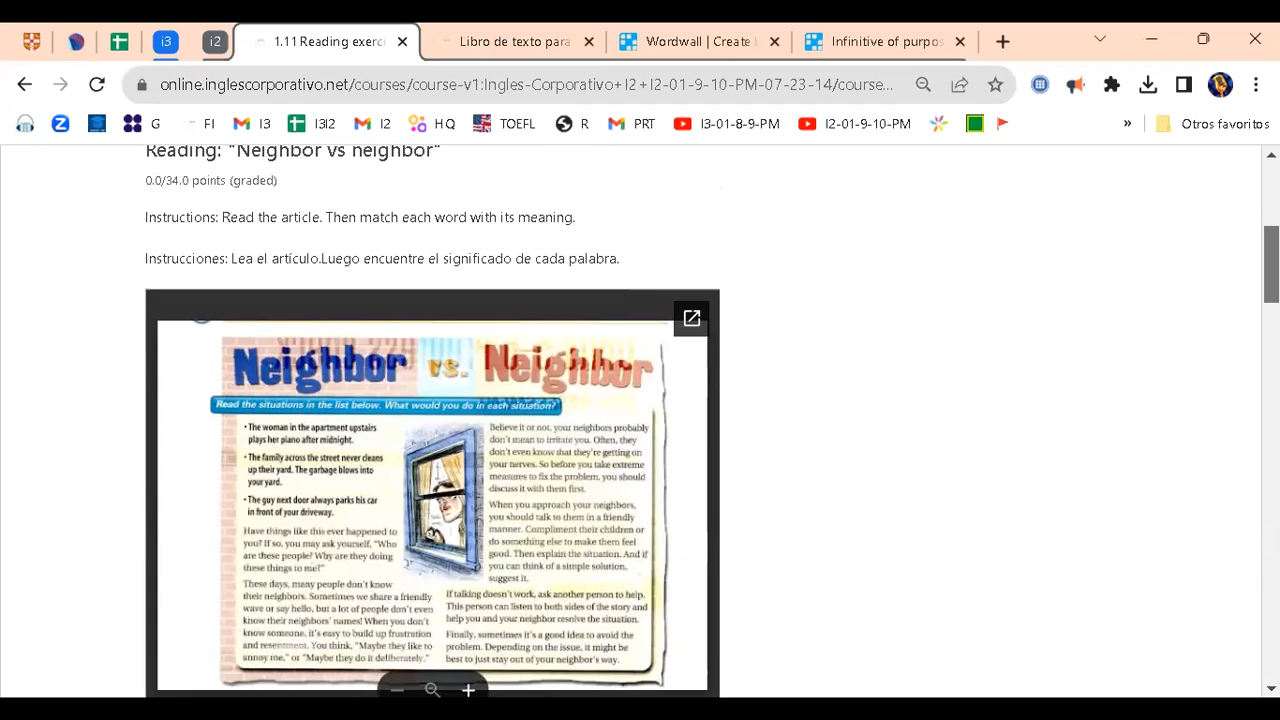 i3
i2
1.11 Reading exerci
Libro de texto para
Wordwall | Create b
Infinitive of purpos
online.inglescorporativo.net/courses/course-v1:Ingles-Corporativo+I2+I2-01-9-10-PM-07-23-14/course...
G
FI
I3
I3I2
I2
HQ
TOEFL
R
PRT
I3-01-8-9-PM
I2-01-9-10-PM
»
Otros favoritos
Reading: "Neighbor vs neighbor"
0.0/34.0 points (graded)
Instructions: Read the article. Then match each word with its meaning.
Instrucciones: Lea el artículo.Luego encuentre el significado de cada palabra.
Neighbor vs. Neighbor
Read the situations in the list below. What would you do in each situation?
• The woman in the apartment upstairs
plays her piano after midnight.
• The family across the street never cleans
up their yard. The garbage blows into
your yard.
• The guy next door always parks his car
in front of your driveway.
Have things like this ever happened to
you? If so, you may ask yourself, "Who
are these people? Why are they doing
these things to me?"
These days, many people don't know
their neighbors. Sometimes we share a friendly
wave or say hello, but a lot of people don't even
know their neighbors' names! When you don't
know someone, it's easy to build up frustration
and resentment. You think, "Maybe they like to
annoy me," or "Maybe they do it deliberately."
Believe it or not, your neighbors probably
don't mean to irritate you. Often, they
don't even know that they're getting on
your nerves. So before you take extreme
measures to fix the problem, you should
discuss it with them first.
When you approach your neighbors,
you should talk to them in a friendly
manner. Compliment their children or
do something else to make them feel
good. Then explain the situation. And if
you can think of a simple solution,
suggest it.
If talking doesn't work, ask another person to help.
This person can listen to both sides of the story and
help you and your neighbor resolve the situation.
Finally, sometimes it's a good idea to avoid the
problem. Depending on the issue, it might be
best to just stay out of your neighbor's way.